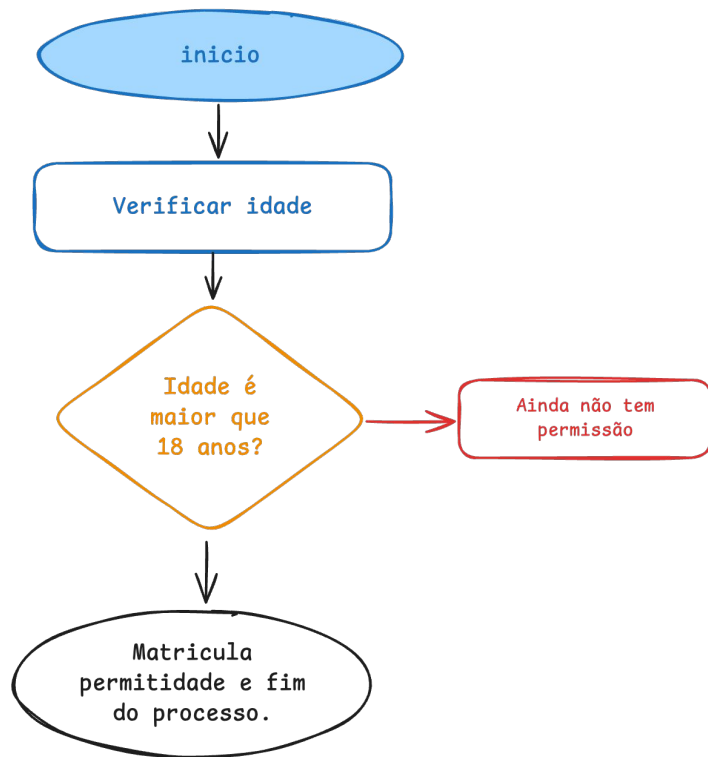 inicio
Verificar idade
Idade é
maior que
18 anos?
Ainda não tem
permissão
Matricula
permitidade e fim
do processo.